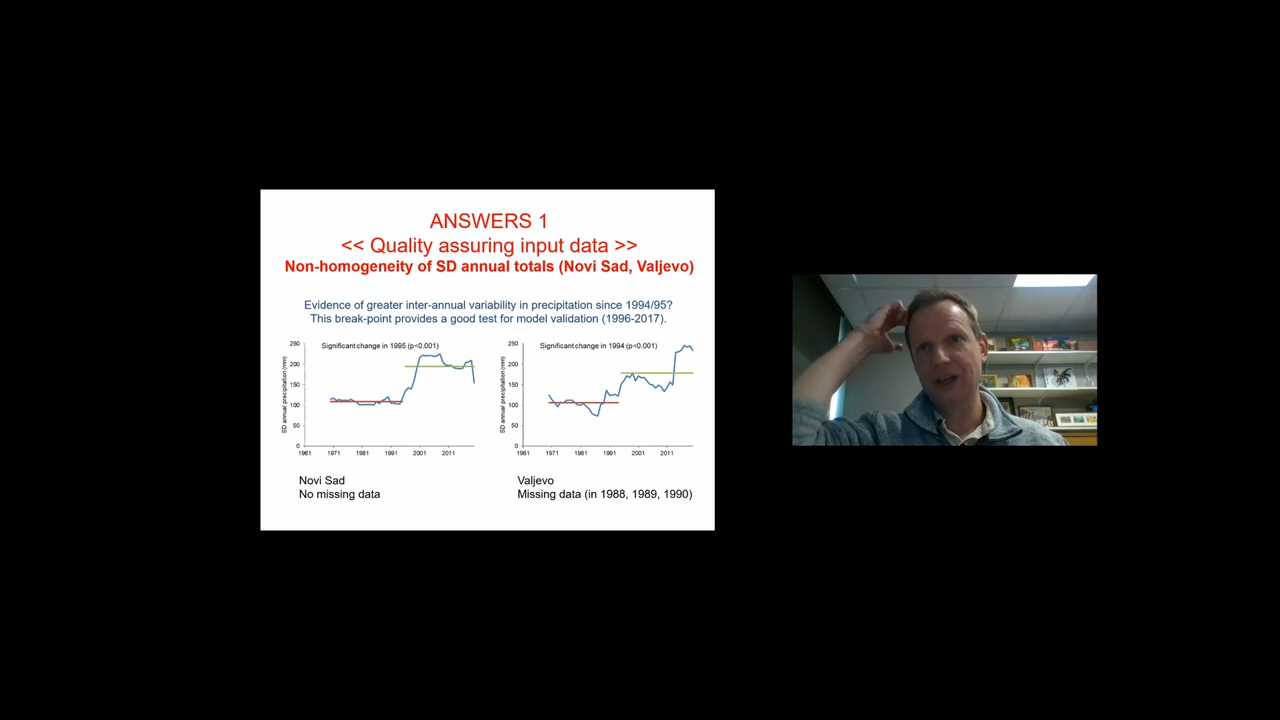 ANSWERS 1
<< Quality assuring input data >>
Non-homogeneity of SD annual totals (Novi Sad, Valjevo)
Evidence of greater inter-annual variability in precipitation since 1994/95?
This break-point provides a good test for model validation (1996-2017).
Significant change in 1995 (p<0.001)
SD annual precipitation (mm)
250
200
150
100
50
0
1961 1971 1981 1991 2001 2011
Significant change in 1994 (p<0.001)
SD annual precipitation (mm)
250
200
150
100
50
0
1961 1971 1981 1991 2001 2011
Novi Sad
No missing data
Valjevo
Missing data (in 1988, 1989, 1990)